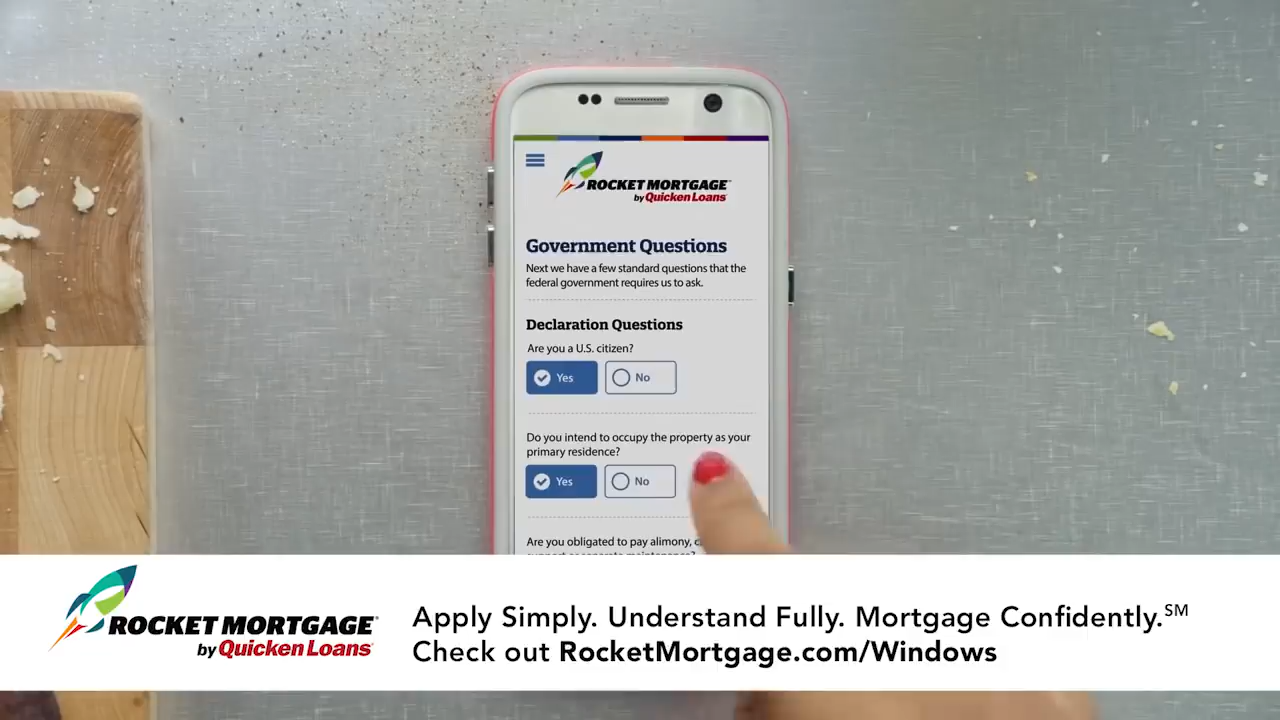 ROCKET MORTGAGE
by Quicken Loans
Government Questions
Next we have a few standard questions that the
federal government requires us to ask.
Declaration Questions
Are you a U.S. citizen?
Yes No
Do you intend to occupy the property as your
primary residence?
Yes No
Are you obligated to pay alimony,
ROCKET MORTGAGE
by Quicken Loans
Apply Simply. Understand Fully. Mortgage Confidently.℠
Check out RocketMortgage.com/Windows